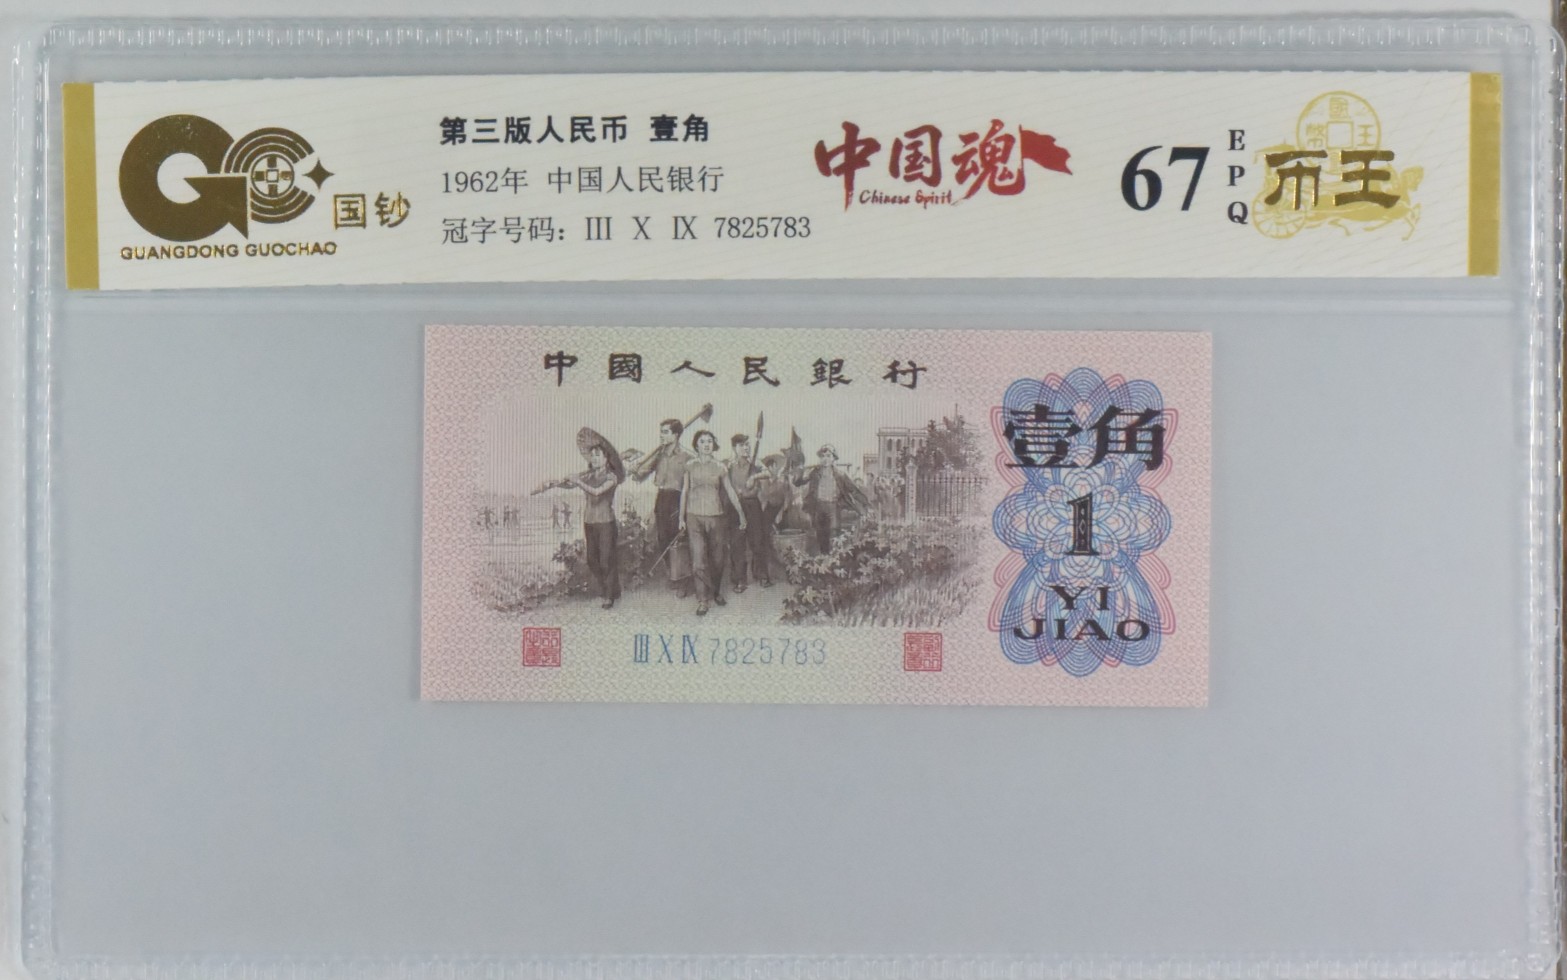 国钞
GUANGDONG GUOCHAO
第三版人民币 壹角
1962年 中国人民银行
冠字号码：Ⅲ Ⅹ Ⅸ 7825783
中国魂
Chinese Spirit
67
EPQ
币王
中國人民銀行
壹角
1
YI
JIAO
Ⅲ Ⅹ Ⅸ 7825783